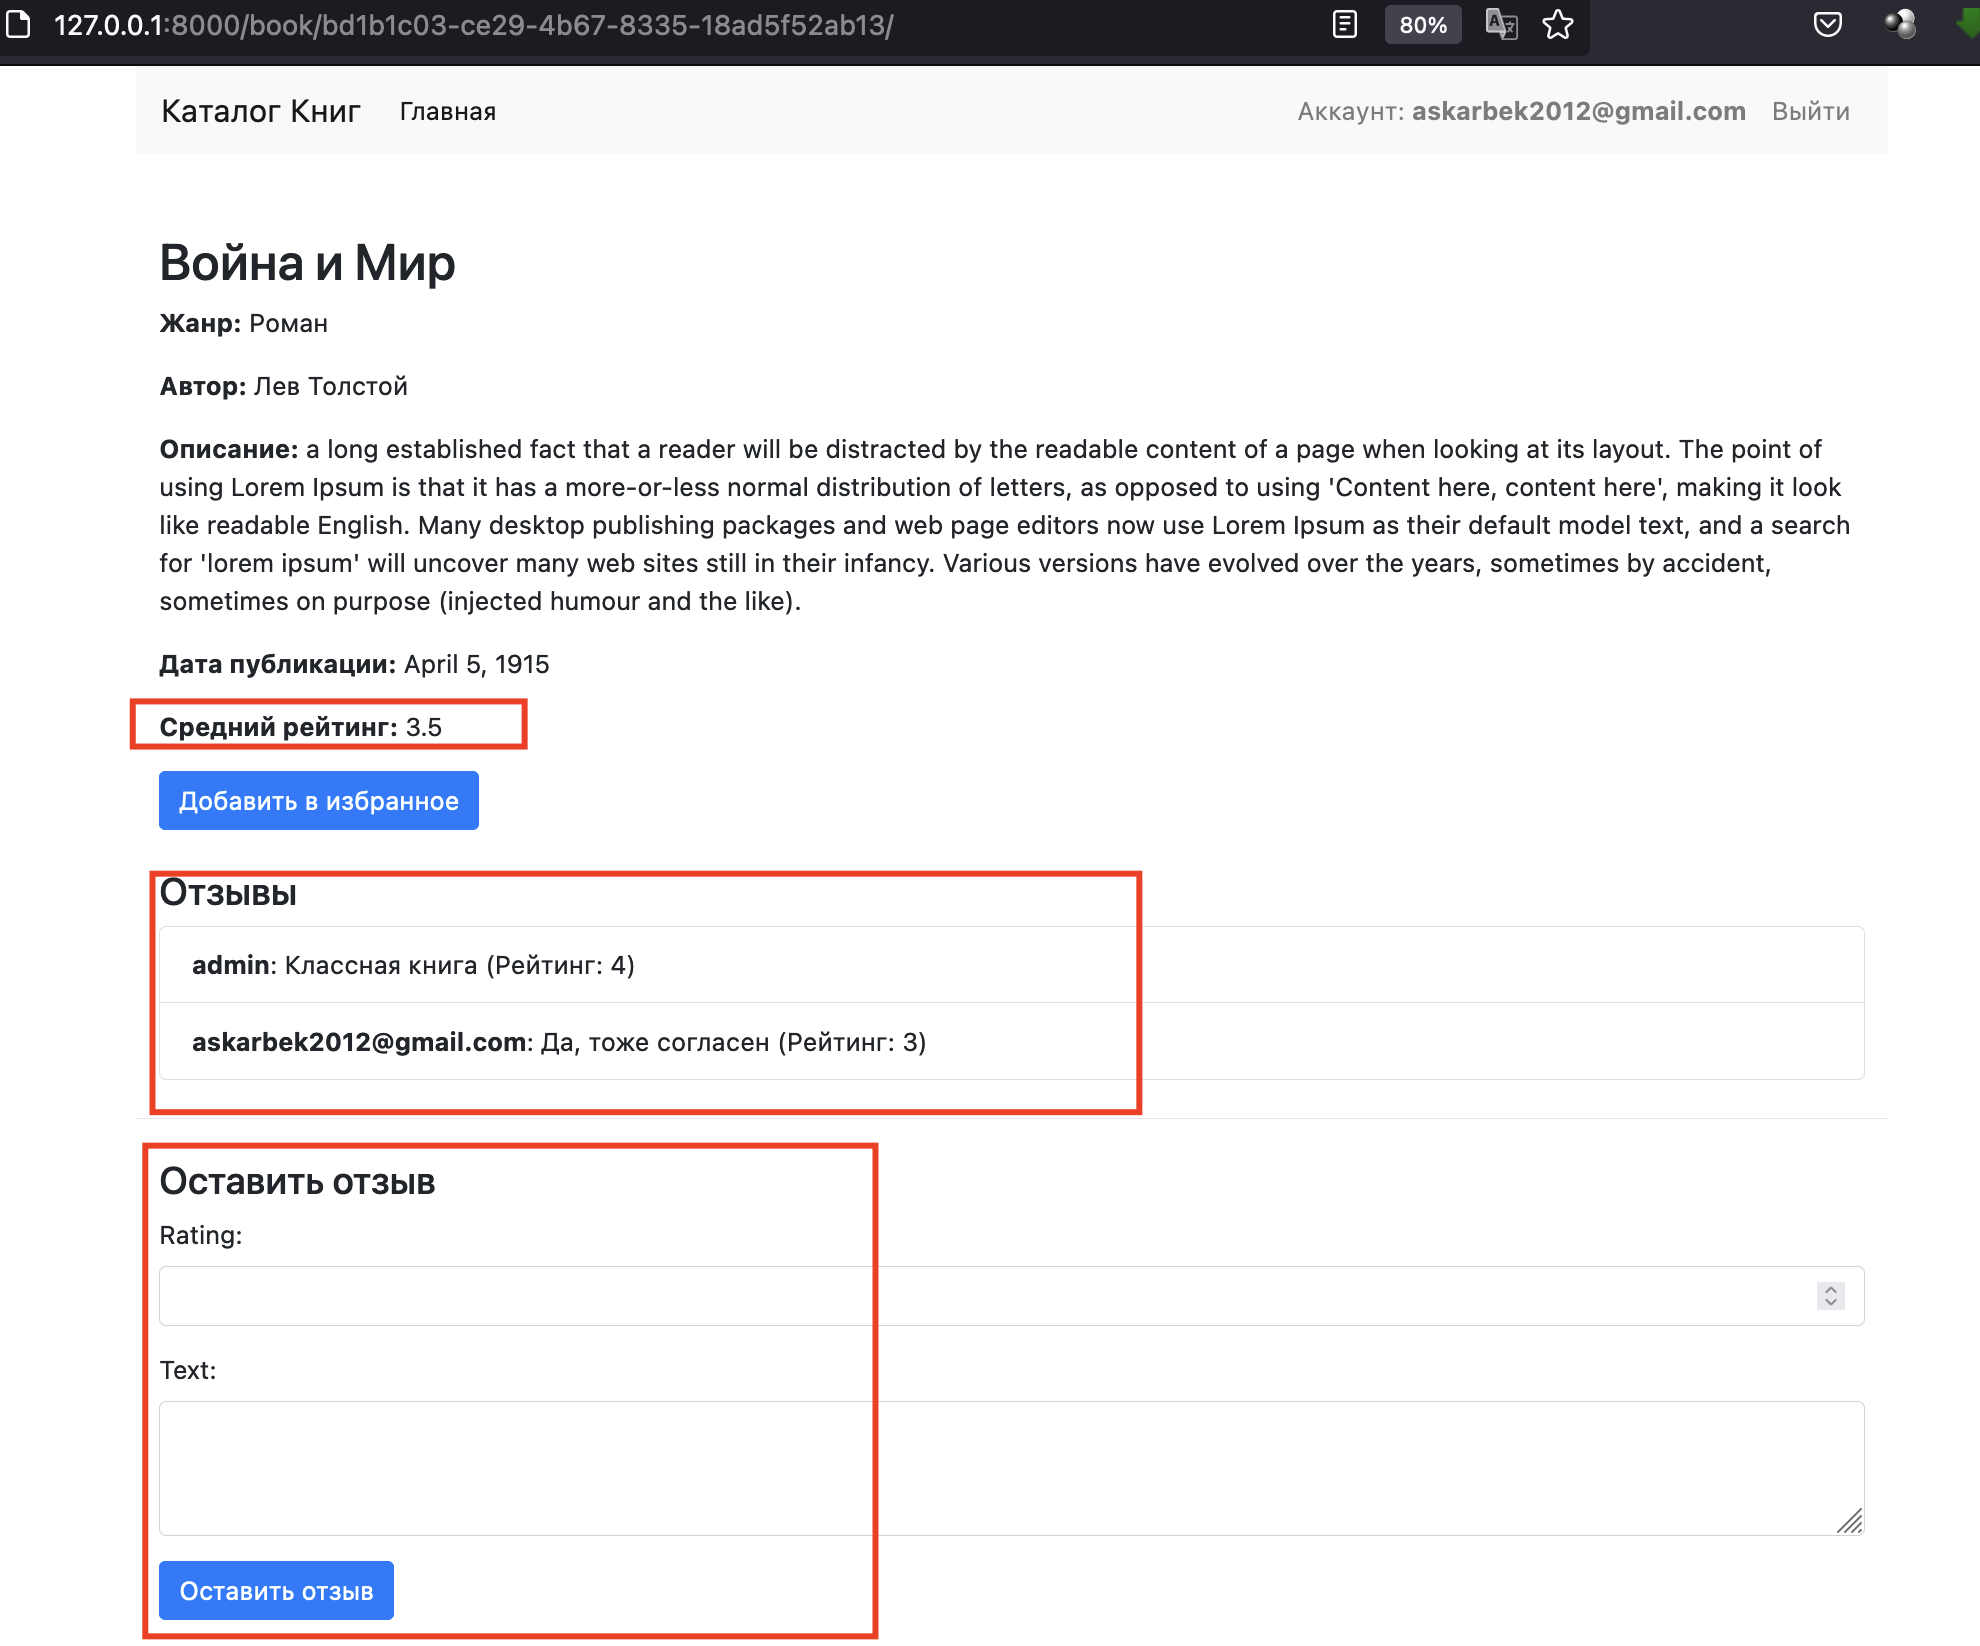 127.0.0.1:8000/book/bd1b1c03-ce29-4b67-8335-18ad5f52ab13/
80%
Каталог Книг Главная Аккаунт: askarbek2012@gmail.com Выйти
Война и Мир
Жанр: Роман
Автор: Лев Толстой
Описание: a long established fact that a reader will be distracted by the readable content of a page when looking at its layout. The point of
using Lorem Ipsum is that it has a more-or-less normal distribution of letters, as opposed to using 'Content here, content here', making it look
like readable English. Many desktop publishing packages and web page editors now use Lorem Ipsum as their default model text, and a search
for 'lorem ipsum' will uncover many web sites still in their infancy. Various versions have evolved over the years, sometimes by accident,
sometimes on purpose (injected humour and the like).
Дата публикации: April 5, 1915
Средний рейтинг: 3.5
Добавить в избранное
Отзывы
admin: Классная книга (Рейтинг: 4)
askarbek2012@gmail.com: Да, тоже согласен (Рейтинг: 3)
Оставить отзыв
Rating:
Text:
Оставить отзыв